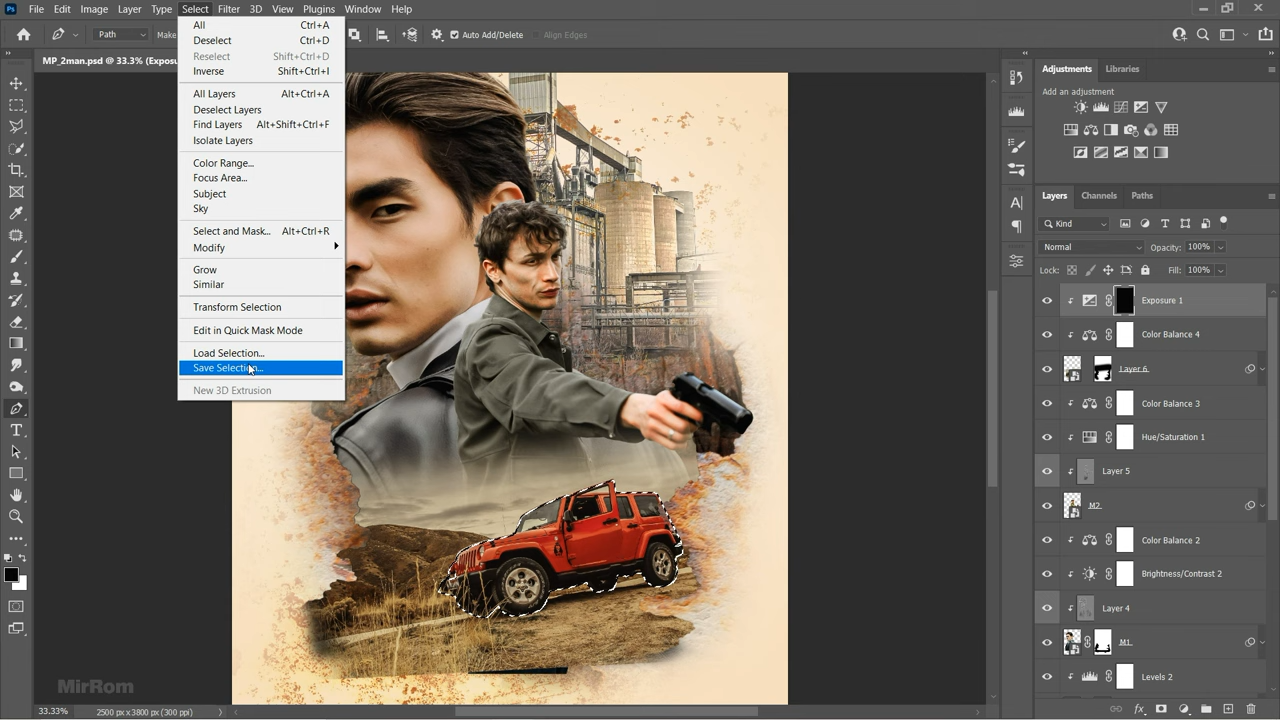 Ps File Edit Image Layer Type Select Filter 3D View Plugins Window Help
Path Make Auto Add/Delete Align Edges
MP_2man.psd @ 33.3% (Exposu
All Ctrl+A
Deselect Ctrl+D
Reselect Shift+Ctrl+D
Inverse Shift+Ctrl+I
All Layers Alt+Ctrl+A
Deselect Layers
Find Layers Alt+Shift+Ctrl+F
Isolate Layers
Color Range...
Focus Area...
Subject
Sky
Select and Mask... Alt+Ctrl+R
Modify
Grow
Similar
Transform Selection
Edit in Quick Mask Mode
Load Selection...
Save Selection...
New 3D Extrusion
Adjustments Libraries
Add an adjustment
Layers Channels Paths
Kind
Normal Opacity: 100%
Lock: Fill: 100%
Exposure 1
Color Balance 4
Layer 6
Color Balance 3
Hue/Saturation 1
Layer 5
M2
Color Balance 2
Brightness/Contrast 2
Layer 4
M1
Levels 2
MirRom
33.33% 2500 px x 3800 px (300 ppi)